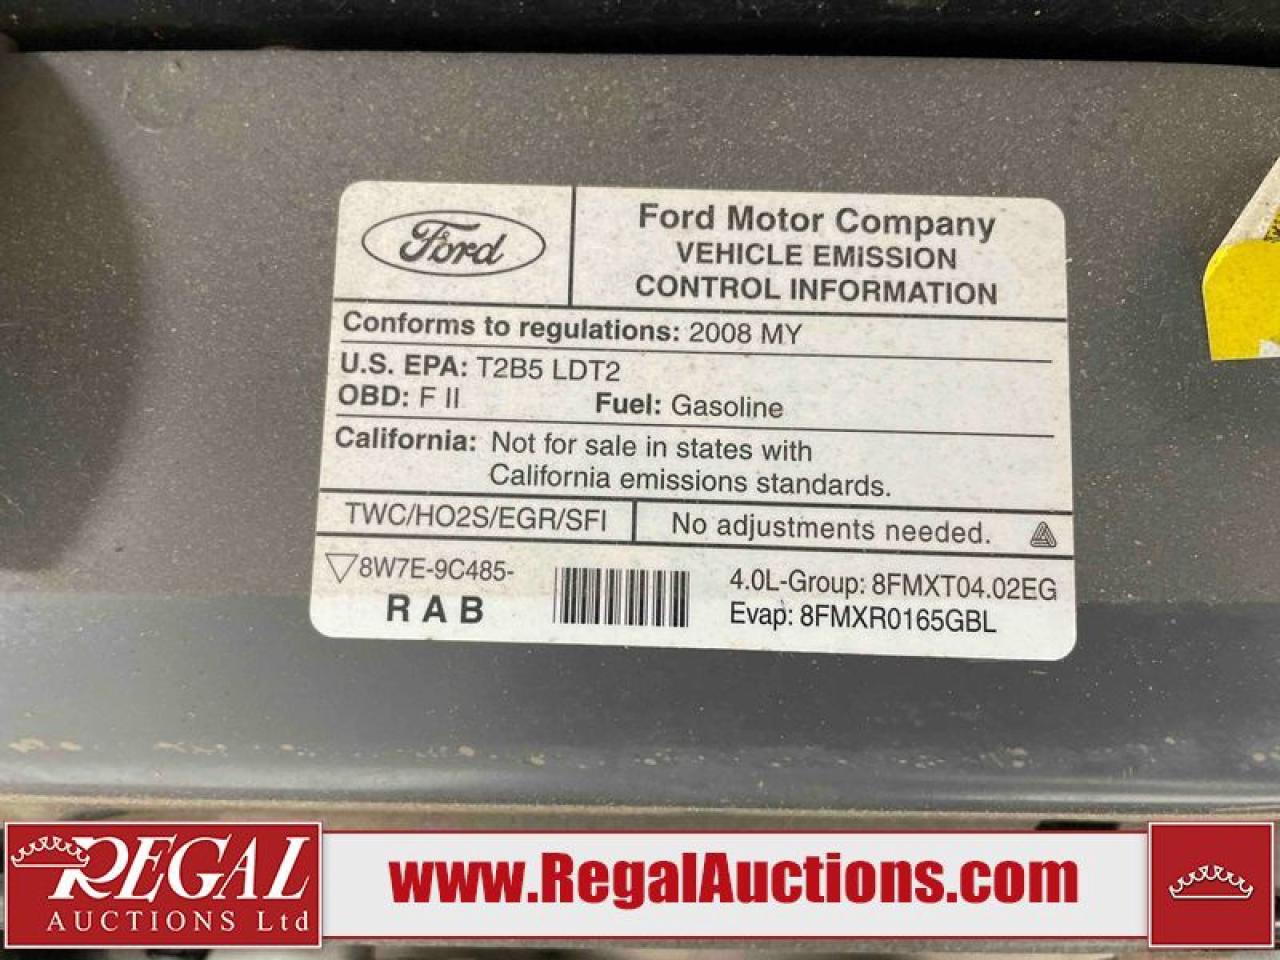 Ford
Ford Motor Company
VEHICLE EMISSION
CONTROL INFORMATION
Conforms to regulations: 2008 MY
U.S. EPA: T2B5 LDT2
OBD: F II Fuel: Gasoline
California: Not for sale in states with
California emissions standards.
TWC/HO2S/EGR/SFI No adjustments needed.
8W7E-9C485-
RAB
4.0L-Group: 8FMXT04.02EG
Evap: 8FMXR0165GBL
REGAL
AUCTIONS Ltd
www.RegalAuctions.com